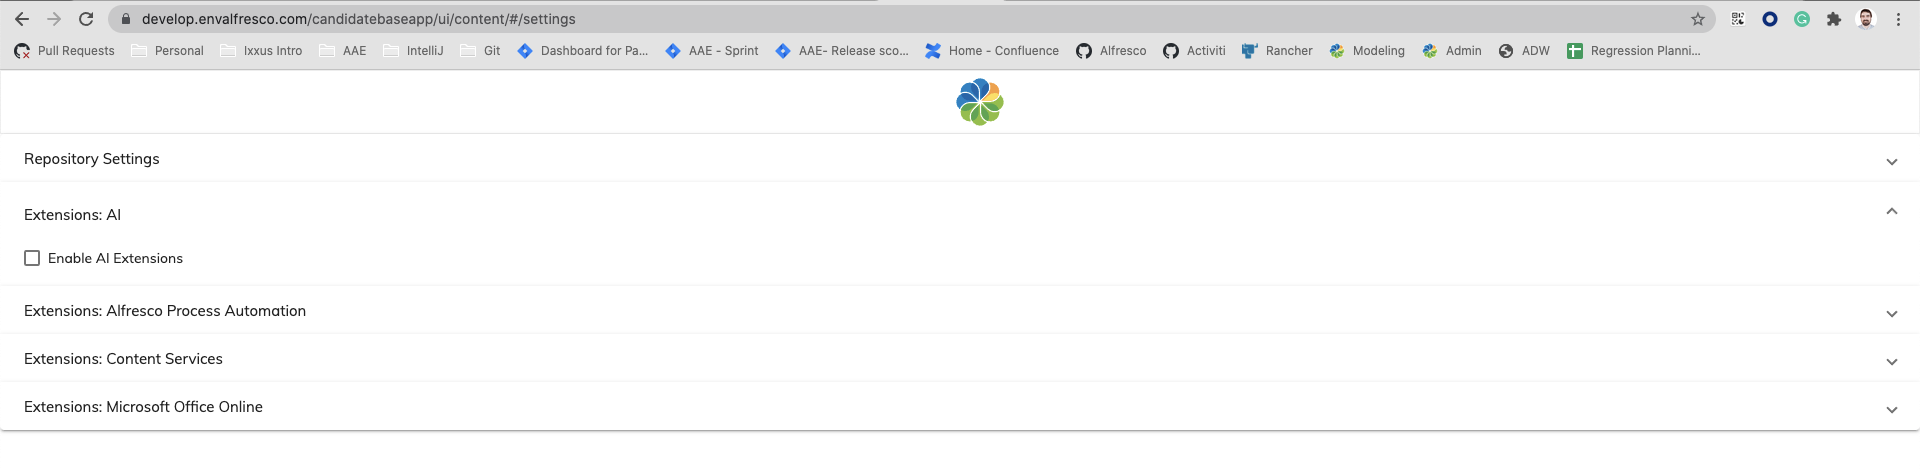 develop.envalfresco.com/candidatebaseapp/ui/content/#/settings
Pull Requests Personal Ixxus Intro AAE IntelliJ Git Dashboard for Pa... AAE - Sprint AAE- Release sco... Home - Confluence Alfresco Activiti Rancher Modeling Admin ADW Regression Planni...
Repository Settings
Extensions: AI
Enable AI Extensions
Extensions: Alfresco Process Automation
Extensions: Content Services
Extensions: Microsoft Office Online